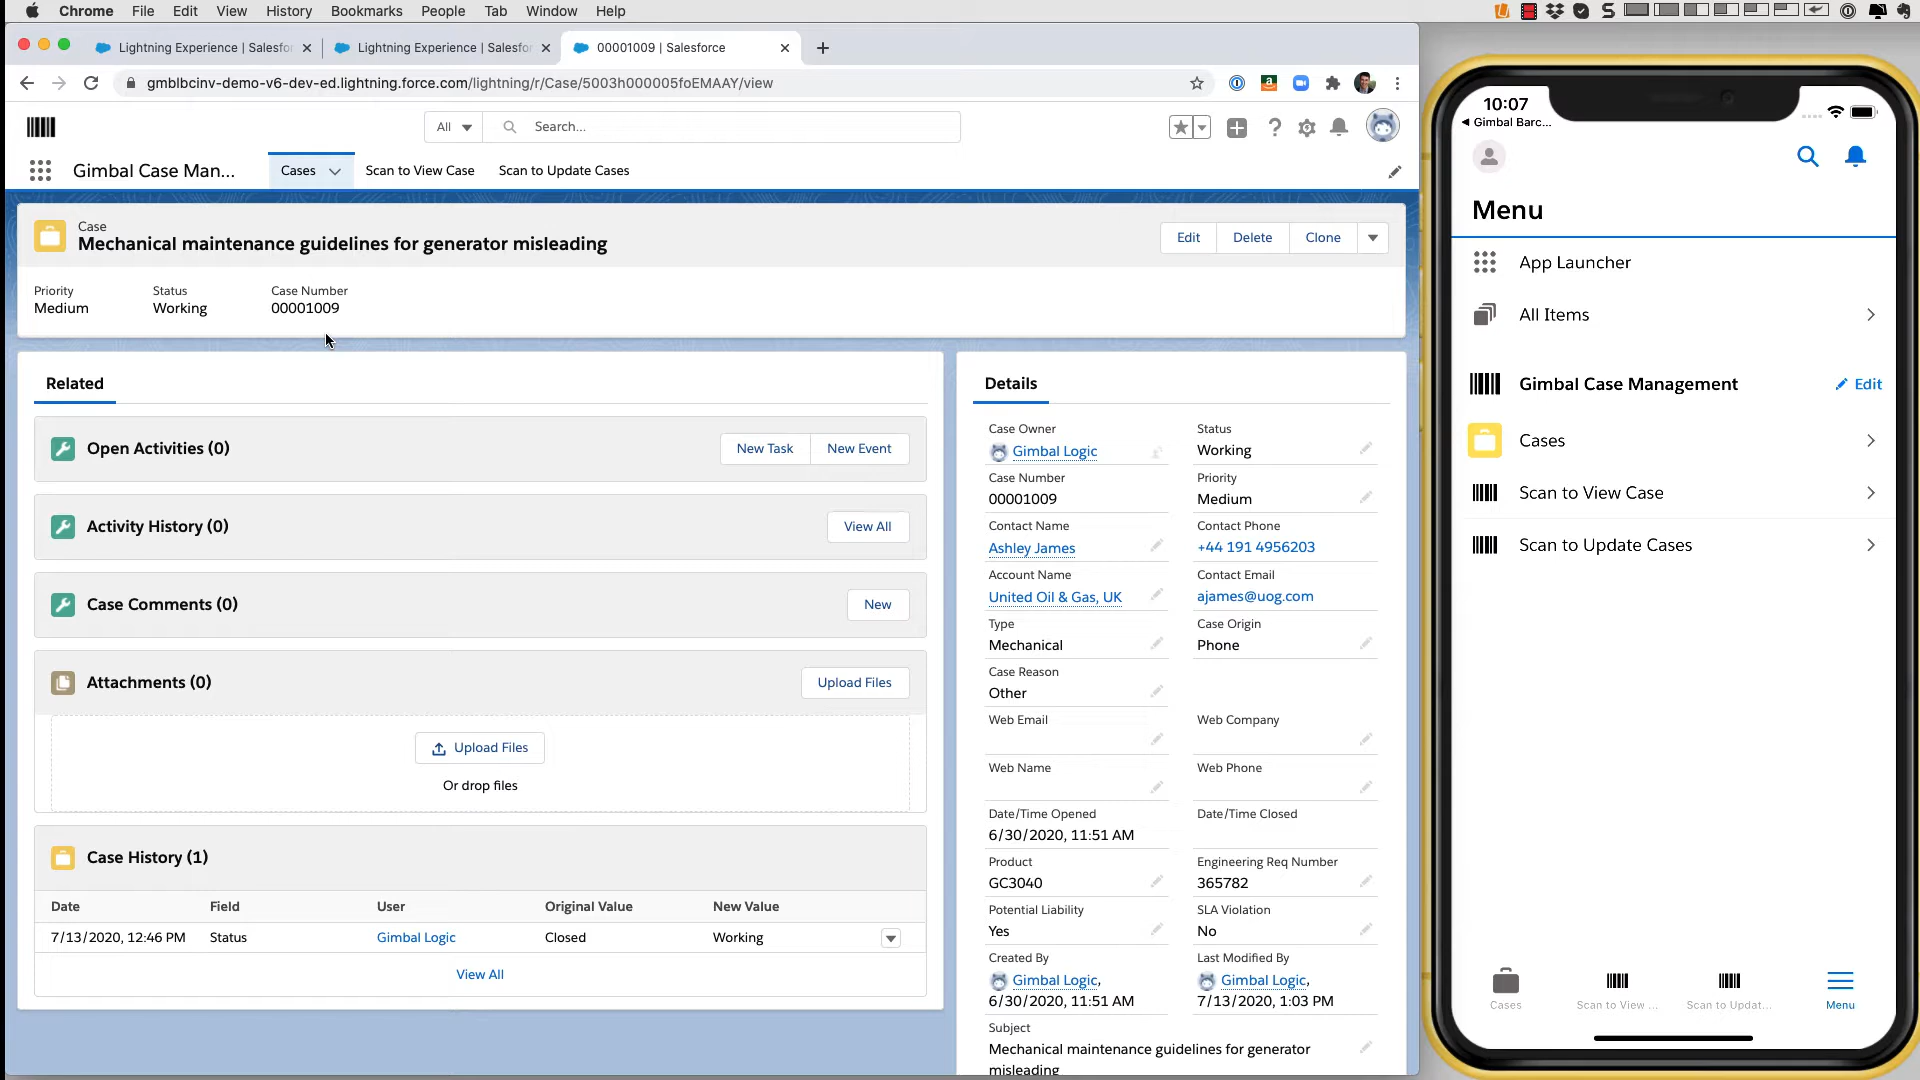 Chrome File Edit View History Bookmarks People Tab Window Help
Lightning Experience | Salesfo
Lightning Experience | Salesfor
00001009 | Salesforce
gmblbcinv-demo-v6-dev-ed.lightning.force.com/lightning/r/Case/5003h000005foEMAAY/view
All
Search...
Gimbal Case Man...
Cases
Scan to View Case
Scan to Update Cases
Case
Mechanical maintenance guidelines for generator misleading
Edit
Delete
Clone
Priority
Medium
Status
Working
Case Number
00001009
Related
Open Activities (0)
New Task
New Event
Activity History (0)
View All
Case Comments (0)
New
Attachments (0)
Upload Files
Upload Files
Or drop files
Case History (1)
Date Field User Original Value New Value
7/13/2020, 12:46 PM Status Gimbal Logic Closed Working
View All
Details
Case Owner
Gimbal Logic
Status
Working
Case Number
00001009
Priority
Medium
Contact Name
Ashley James
Contact Phone
+44 191 4956203
Account Name
United Oil & Gas, UK
Contact Email
ajames@uog.com
Type
Mechanical
Case Origin
Phone
Case Reason
Other
Web Email
Web Company
Web Name
Web Phone
Date/Time Opened
6/30/2020, 11:51 AM
Date/Time Closed
Product
GC3040
Engineering Req Number
365782
Potential Liability
Yes
SLA Violation
No
Created By
Gimbal Logic,
6/30/2020, 11:51 AM
Last Modified By
Gimbal Logic,
7/13/2020, 1:03 PM
Subject
Mechanical maintenance guidelines for generator
misleading
10:07
Gimbal Barc...
Menu
App Launcher
All Items
Gimbal Case Management
Edit
Cases
Scan to View Case
Scan to Update Cases
Cases
Scan to View ...
Scan to Updat...
Menu